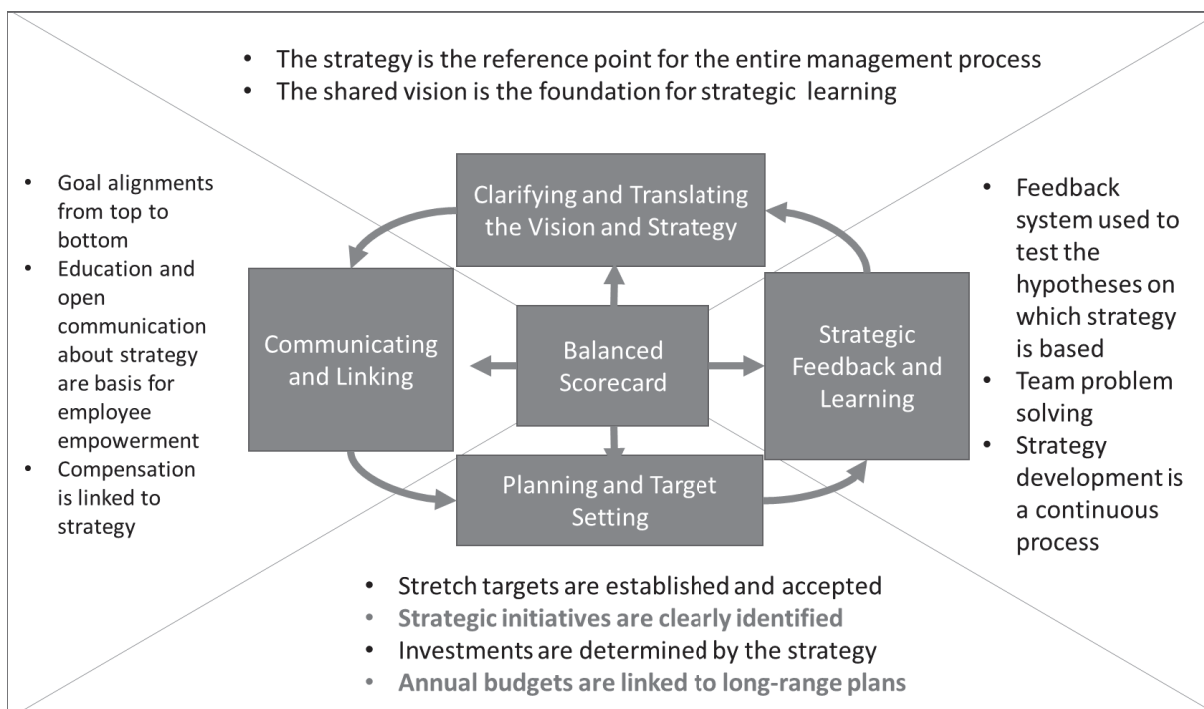 • The strategy is the reference point for the entire management process
• The shared vision is the foundation for strategic learning
Clarifying and Translating
the Vision and Strategy
• Goal alignments
from top to
bottom
• Education and
open
communication
about strategy
are basis for
employee
empowerment
• Compensation
is linked to
strategy
Communicating
and Linking
Balanced
Scorecard
Strategic
Feedback and
Learning
• Feedback
system used to
test the
hypotheses on
which strategy
is based
• Team problem
solving
• Strategy
development is
a continuous
process
Planning and Target
Setting
• Stretch targets are established and accepted
• Strategic initiatives are clearly identified
• Investments are determined by the strategy
• Annual budgets are linked to long-range plans